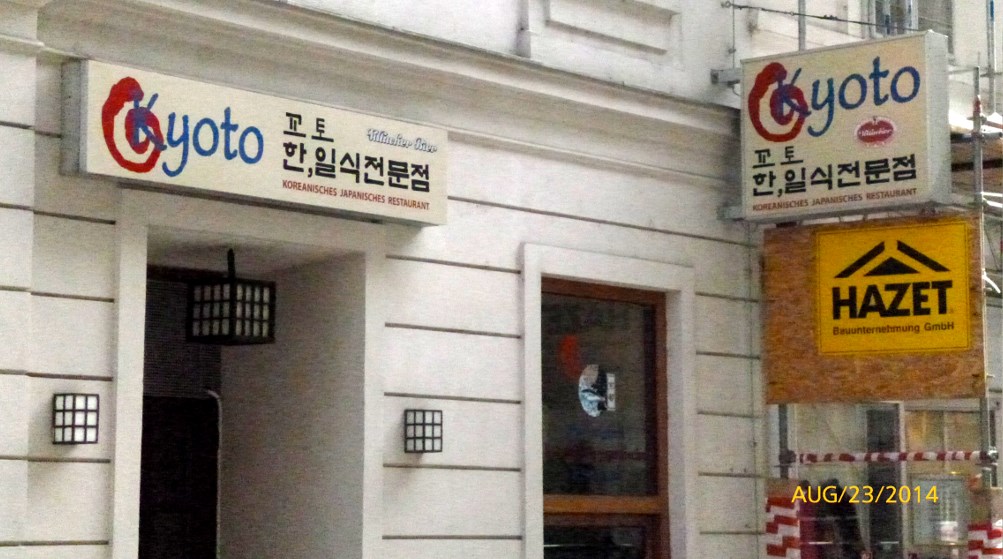 Kyoto
교토
한,일식전문점
KOREANISCHES JAPANISCHES RESTAURANT
Kyoto
교토
한,일식전문점
KOREANISCHES JAPANISCHES RESTAURANT
HAZET
Bauunternehmung GmbH
AUG/23/2014